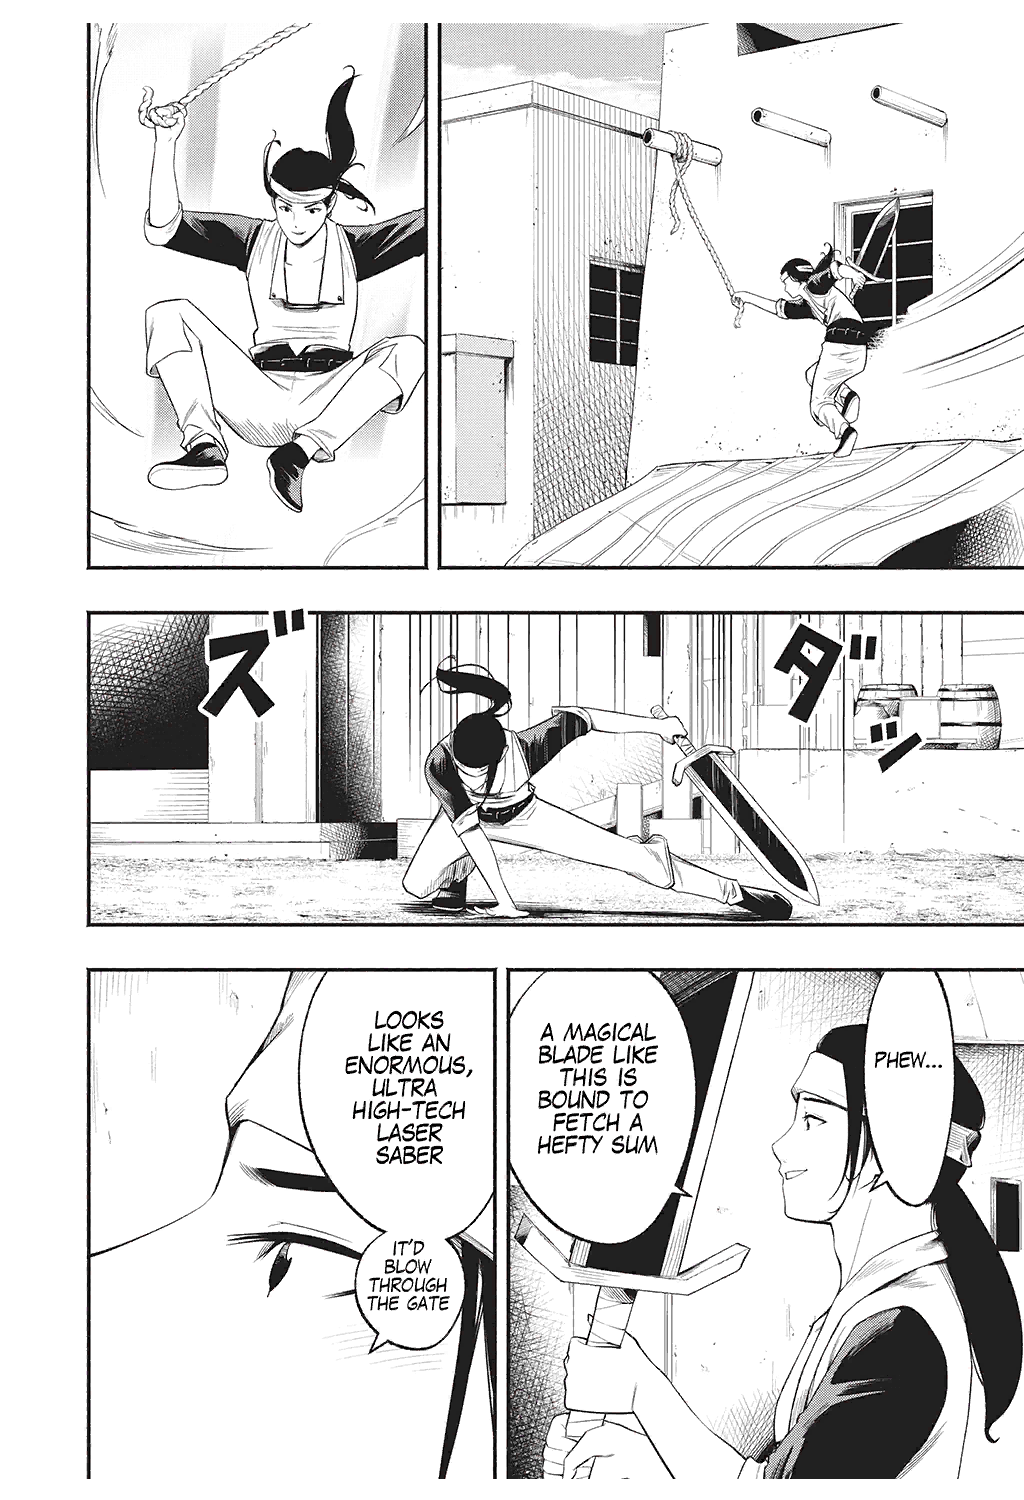 ダッ
ズ
PHEW...
A MAGICAL
BLADE LIKE
THIS IS
BOUND TO
FETCH A
HEFTY SUM
LOOKS
LIKE AN
ENORMOUS,
ULTRA
HIGH-TECH
LASER
SABER
IT'D
BLOW
THROUGH
THE GATE